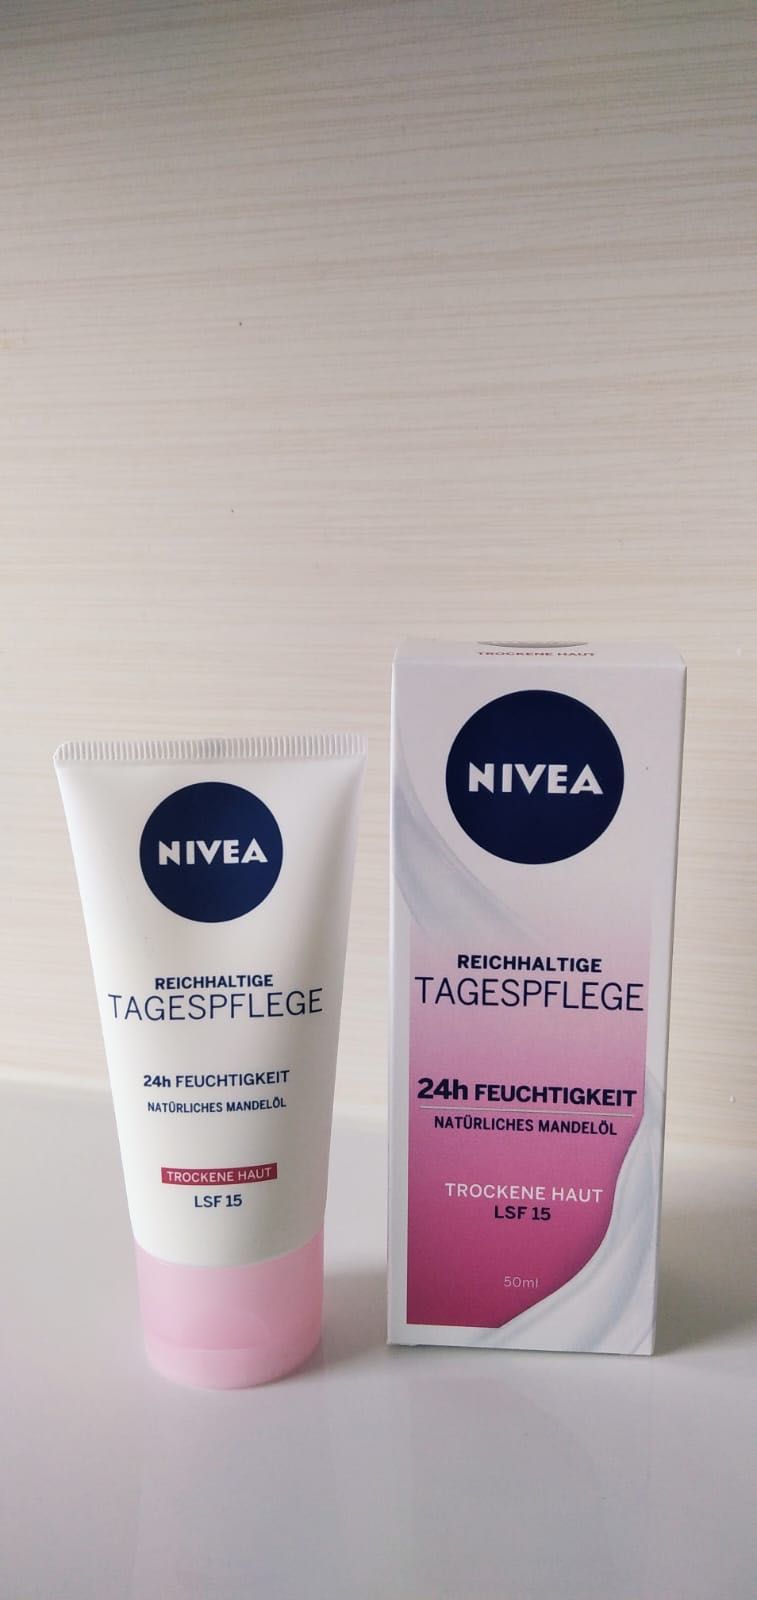 NIVEA
REICHHALTIGE
TAGESPFLEGE
24h FEUCHTIGKEIT
NATÜRLICHES MANDELÖL
TROCKENE HAUT
LSF 15
TROCKENE HAUT
NIVEA
REICHHALTIGE
TAGESPFLEGE
24h FEUCHTIGKEIT
NATÜRLICHES MANDELÖL
TROCKENE HAUT
LSF 15
50ml